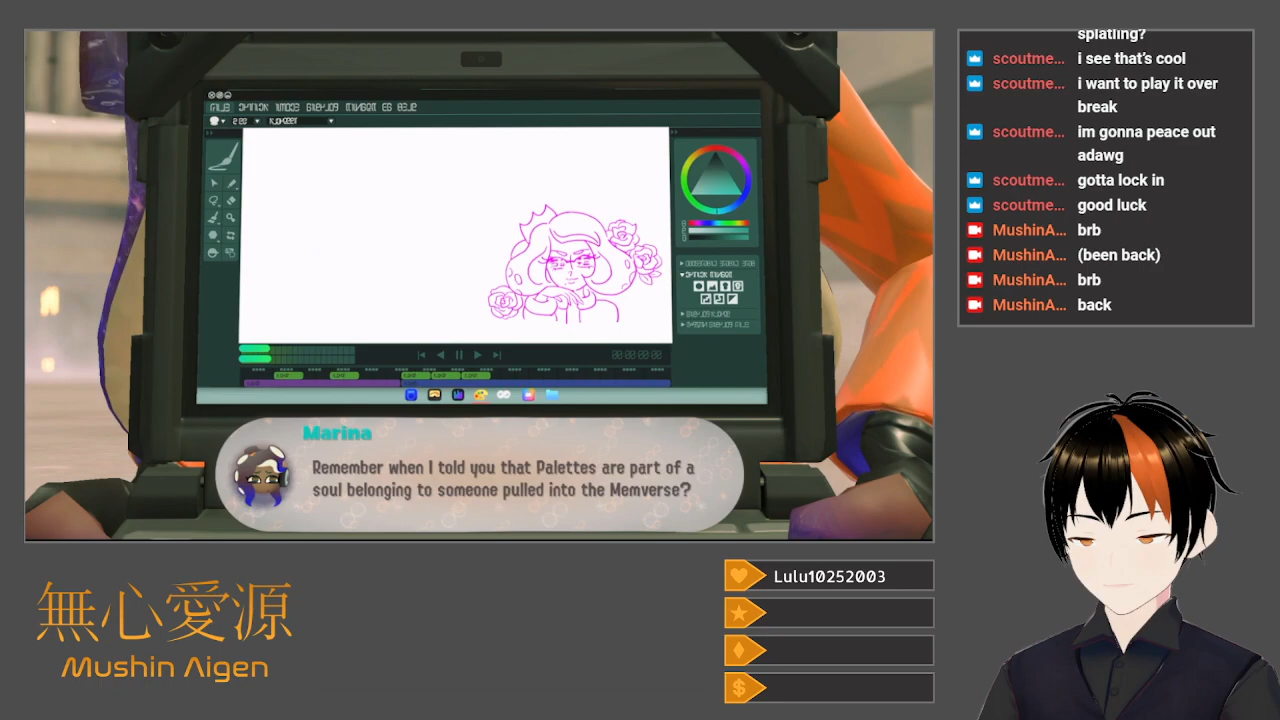 Marina
Remember when I told you that Palettes are part of a
soul belonging to someone pulled into the Memverse?
splatling?
scoutme... i see that's cool
scoutme... i want to play it over
break
scoutme... im gonna peace out
adawg
scoutme... gotta lock in
scoutme... good luck
MushinA... brb
MushinA... (been back)
MushinA... brb
MushinA... back
Lulu10252003
無心愛源
Mushin Aigen
$